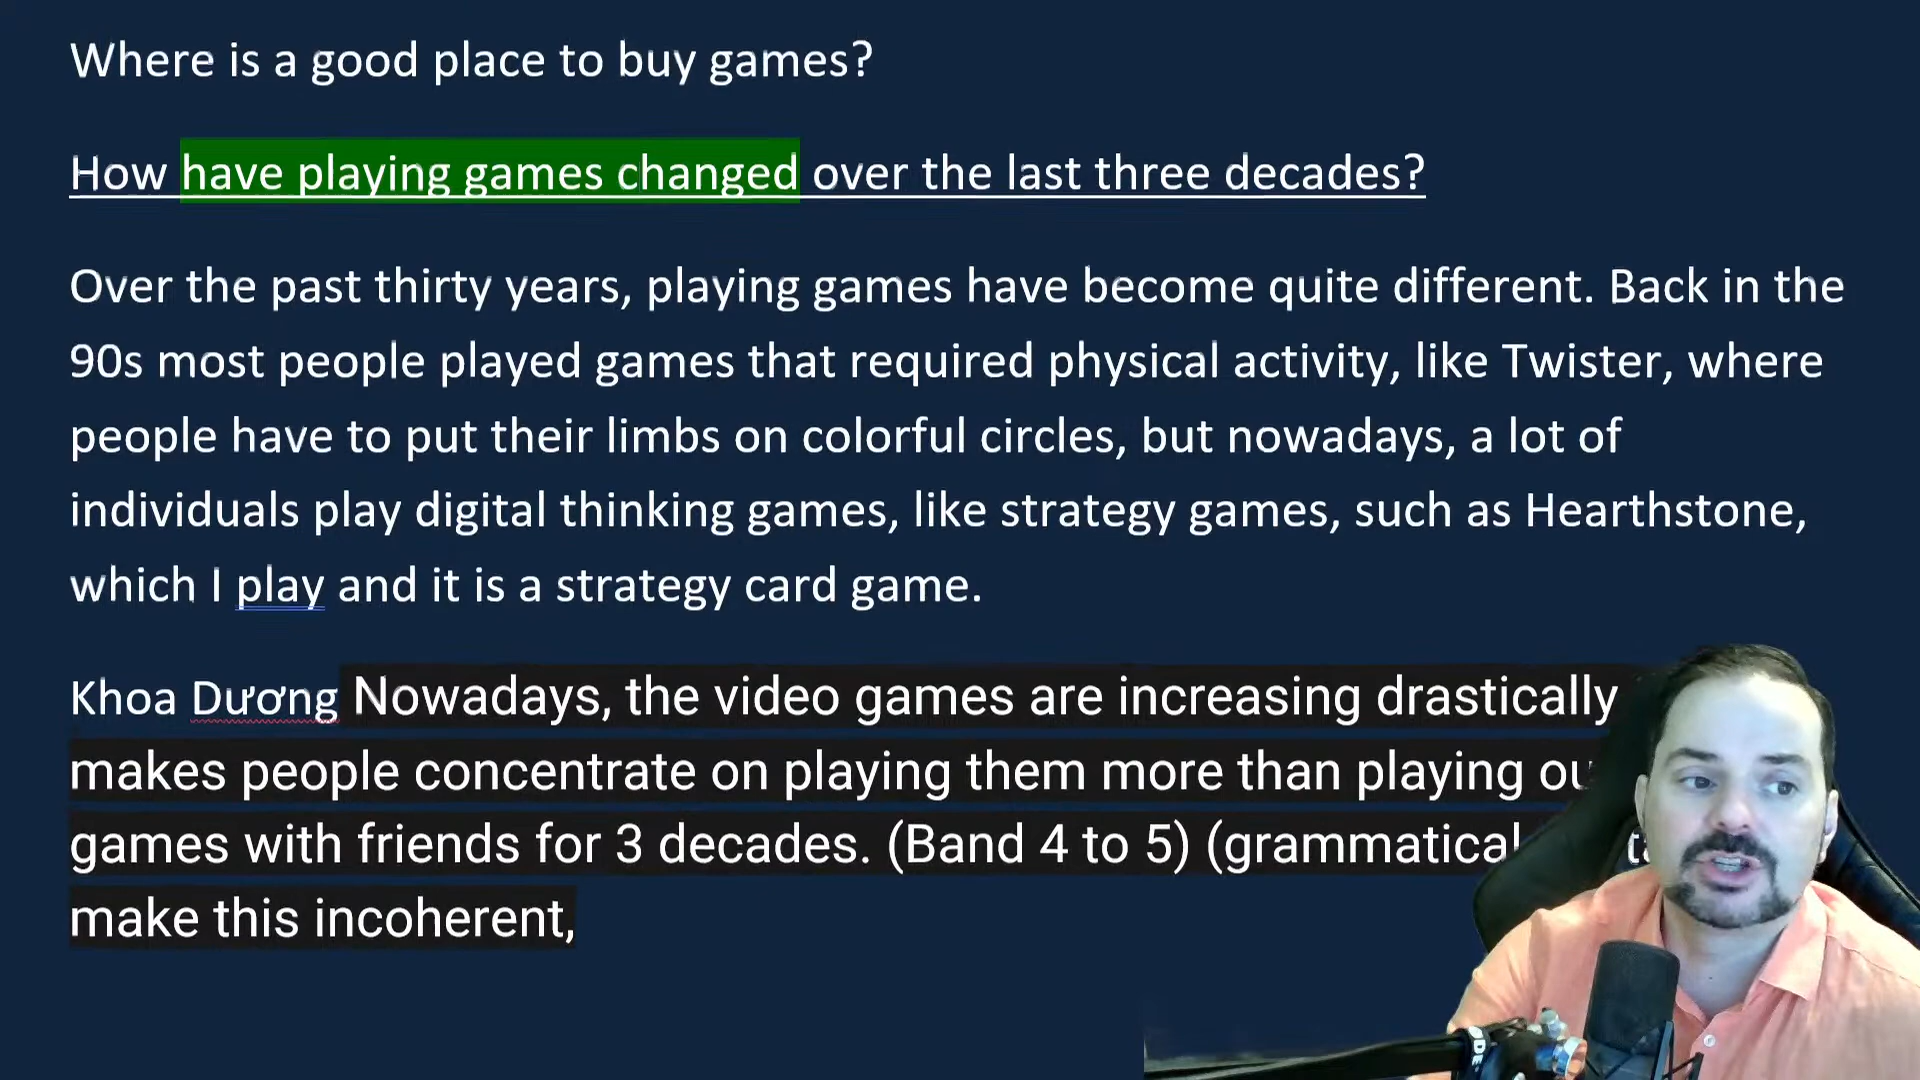 Where is a good place to buy games?
How have playing games changed over the last three decades?
Over the past thirty years, playing games have become quite different. Back in the
90s most people played games that required physical activity, like Twister, where
people have to put their limbs on colorful circles, but nowadays, a lot of
individuals play digital thinking games, like strategy games, such as Hearthstone,
which I play and it is a strategy card game.
Khoa Dương Nowadays, the video games are increasing drastically
makes people concentrate on playing them more than playing
games with friends for 3 decades. (Band 4 to 5) (grammatical
make this incoherent,